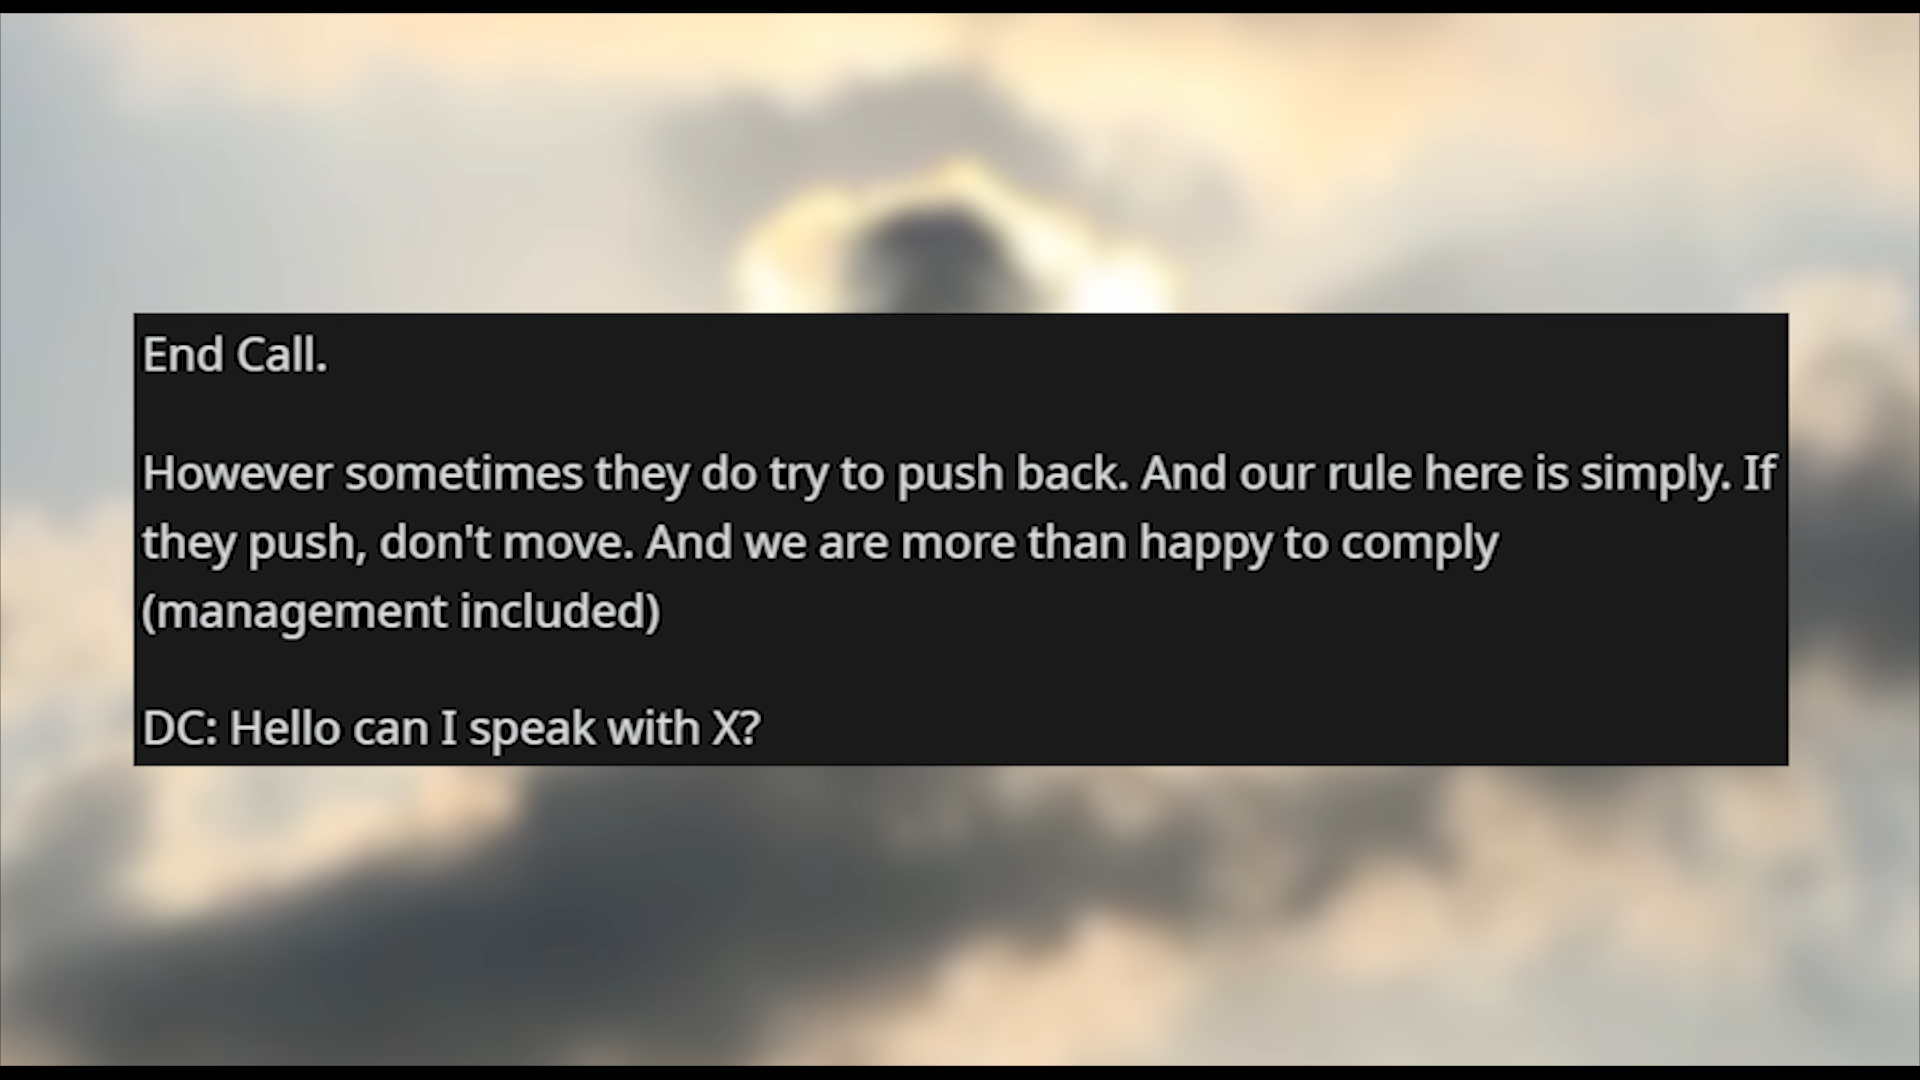 End Call.
However sometimes they do try to push back. And our rule here is simply. If
they push, don't move. And we are more than happy to comply
(management included)
DC: Hello can I speak with X?